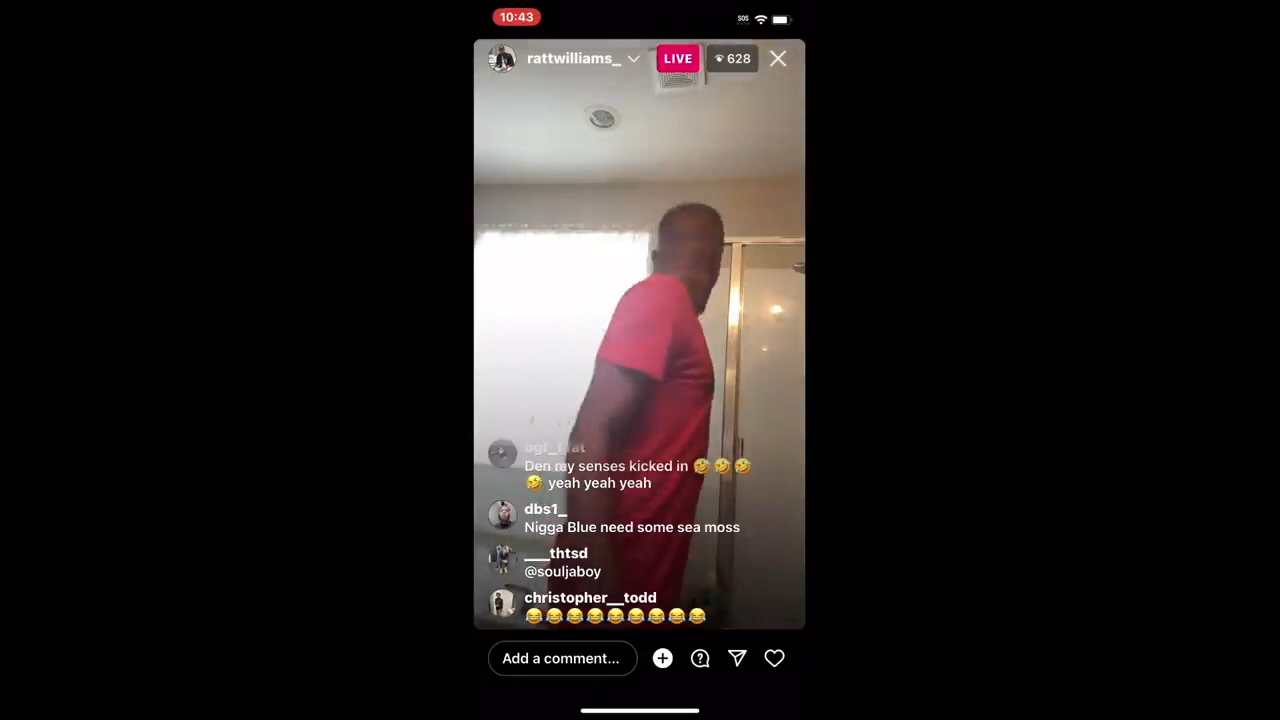 10:43
SOS
rattwilliams_
LIVE
628
Den ray senses kicked in 🤣🤣🤣
🤣 yeah yeah yeah
dbs1_
Nigga Blue need some sea moss
___thtsd
@souljaboy
christopher__todd
😂😂😂😂😂😂😂😂😂
Add a comment...